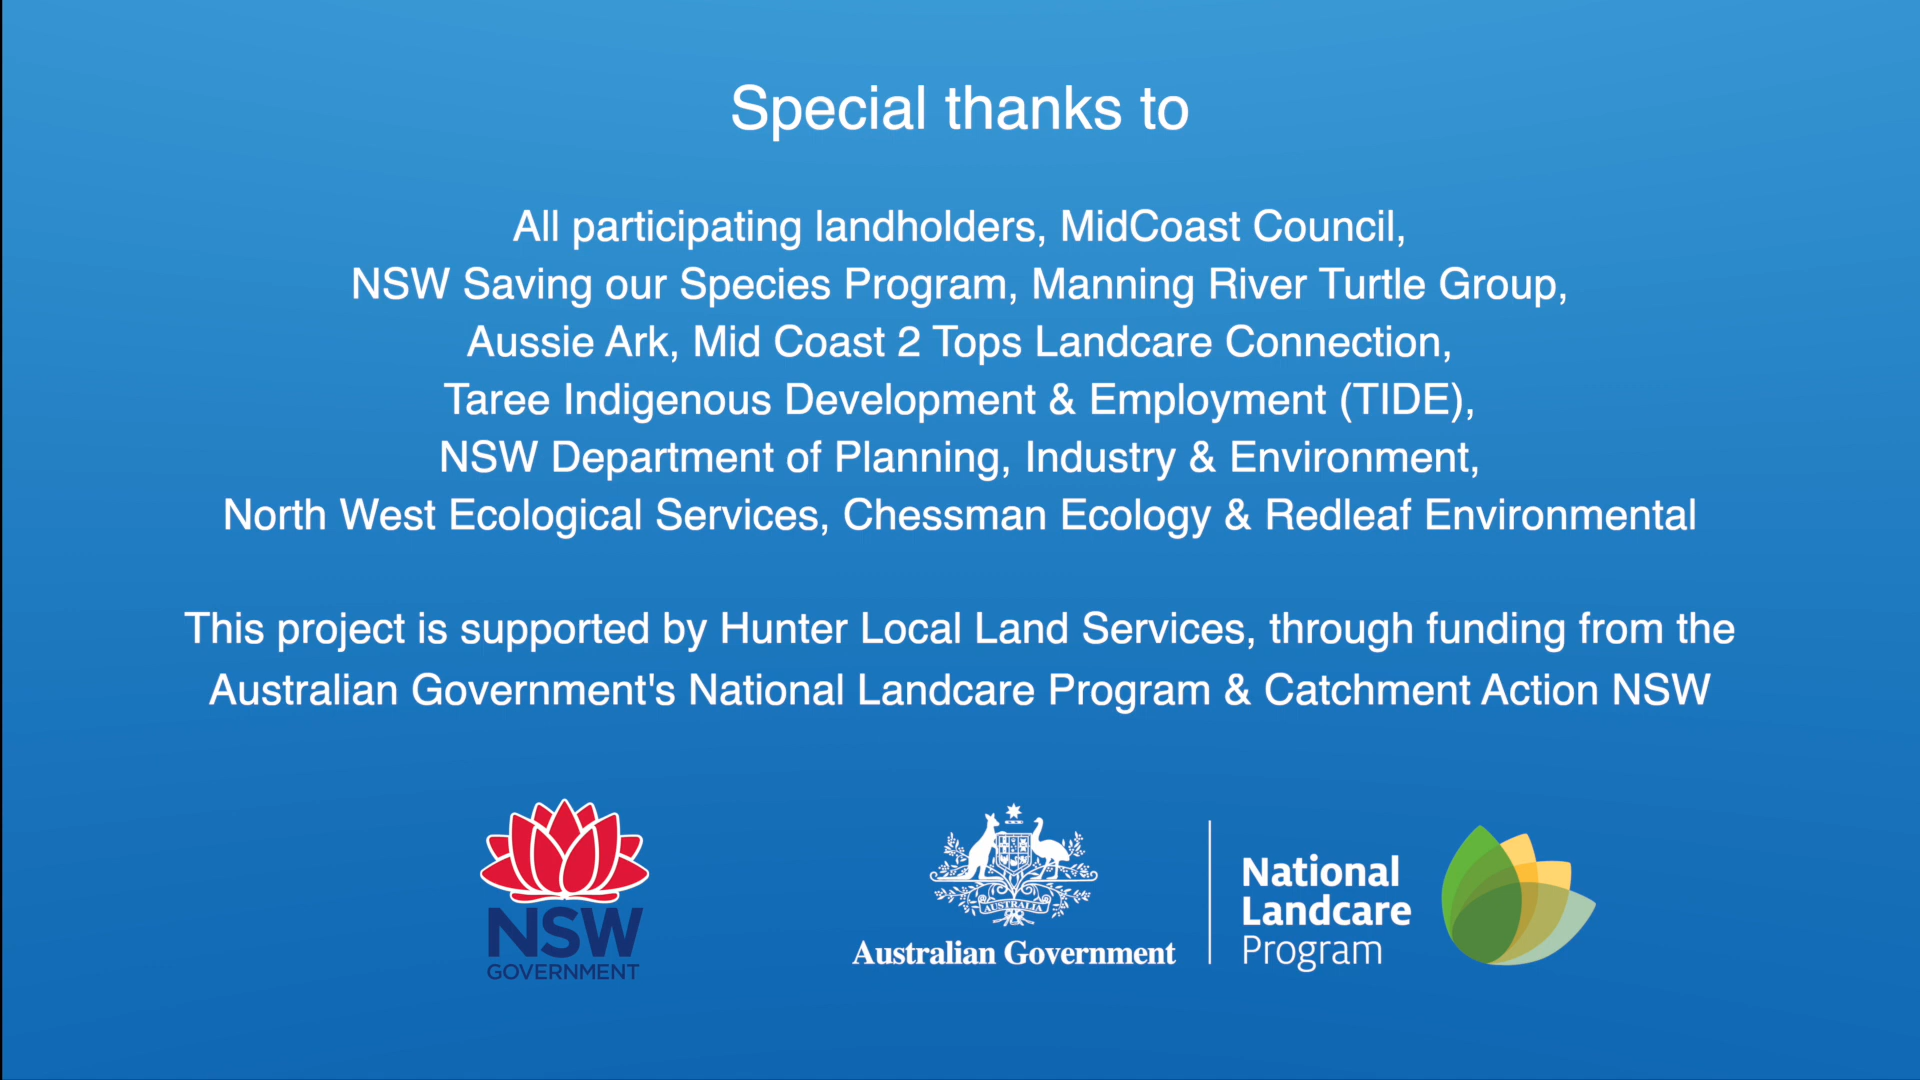 Special thanks to
All participating landholders, MidCoast Council,
NSW Saving our Species Program, Manning River Turtle Group,
Aussie Ark, Mid Coast 2 Tops Landcare Connection,
Taree Indigenous Development & Employment (TIDE),
NSW Department of Planning, Industry & Environment,
North West Ecological Services, Chessman Ecology & Redleaf Environmental
This project is supported by Hunter Local Land Services, through funding from the
Australian Government's National Landcare Program & Catchment Action NSW
NSW
GOVERNMENT
AUSTRALIA
Australian Government
National
Landcare
Program